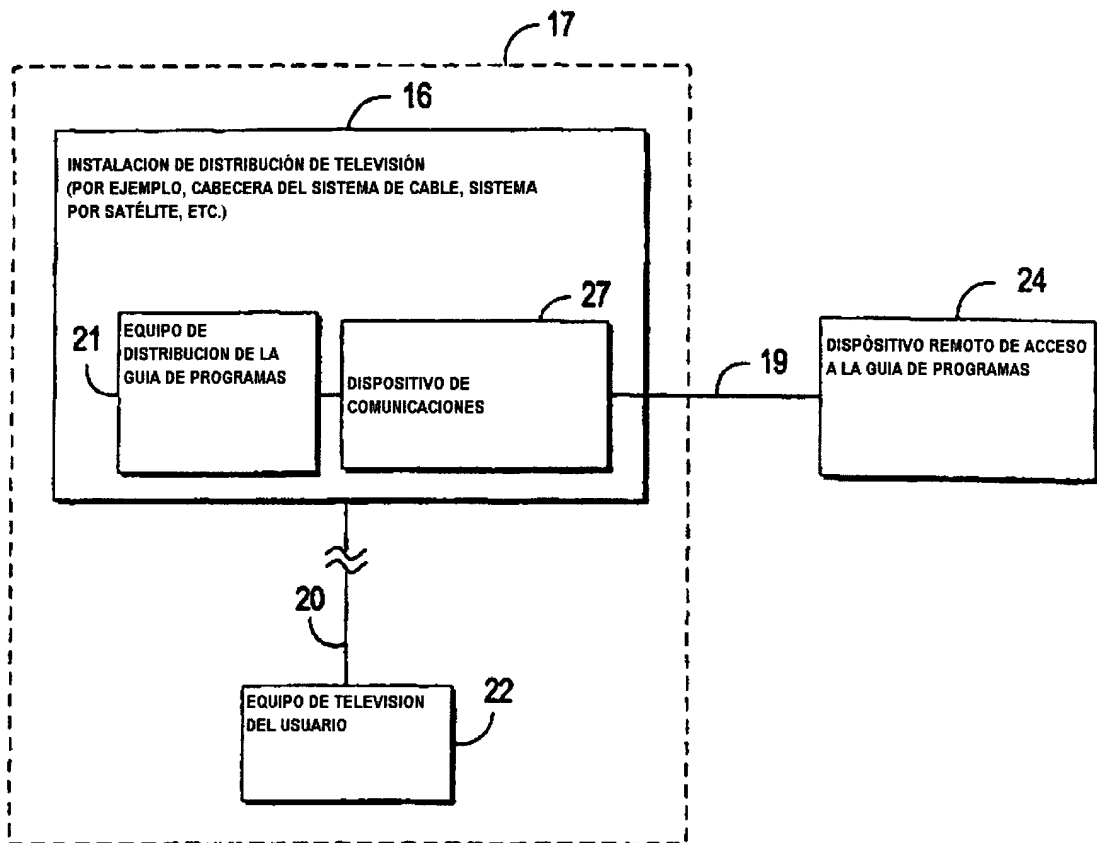 17
16
INSTALACION DE DISTRIBUCIÓN DE TELEVISIÓN
(POR EJEMPLO, CABECERA DEL SISTEMA DE CABLE, SISTEMA
POR SATÉLITE, ETC.)
27
24
21
EQUIPO DE
DISTRIBUCION DE LA
GUIA DE PROGRAMAS
DISPOSITIVO DE
COMUNICACIONES
19
DISPÒSITIVO REMOTO DE ACCESO
A LA GUIA DE PROGRAMAS
20
22
EQUIPO DE TELEVISION
DEL USUARIO